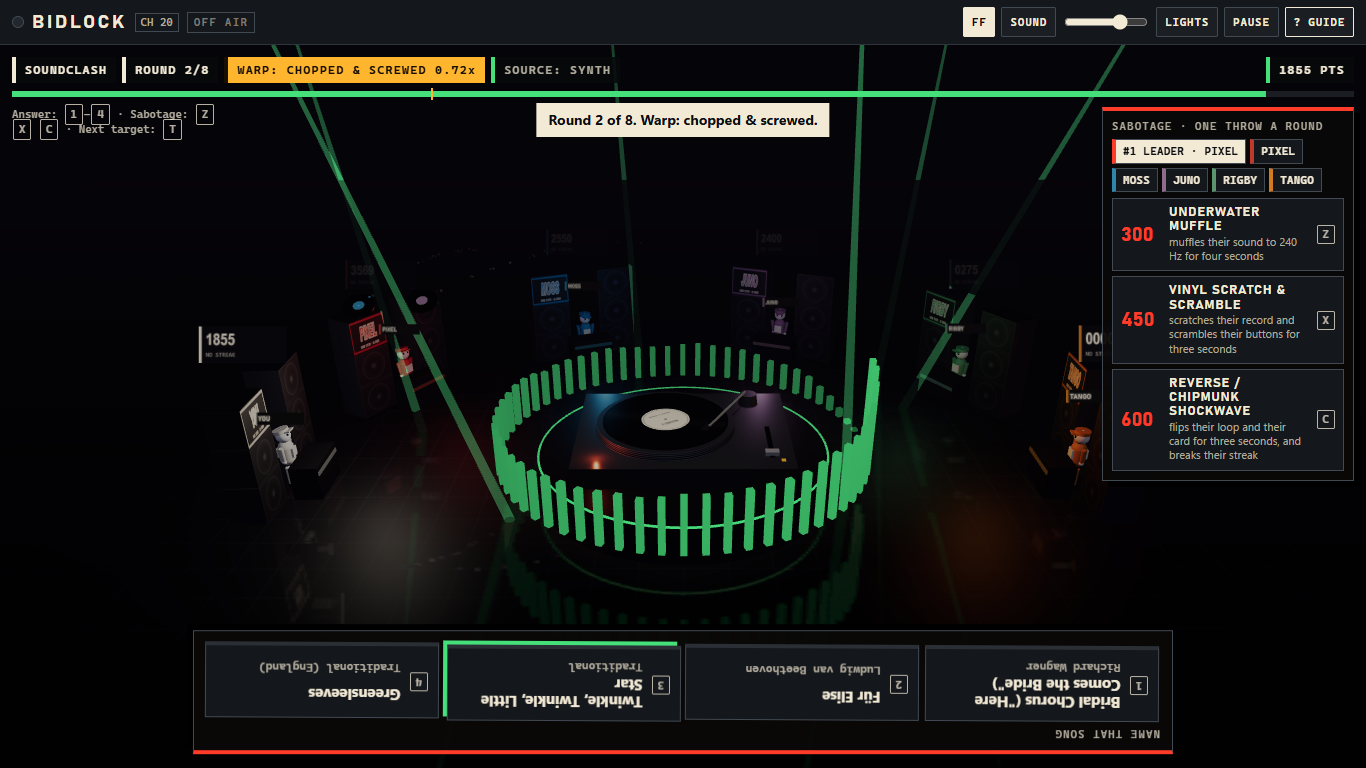 BIDLOCK CH 20 OFF AIR FF SOUND LIGHTS PAUSE ? GUIDE
SOUNDCLASH ROUND 2/8 WARP: CHOPPED & SCREWED 0.72x SOURCE: SYNTH 1855 PTS
Answer: 1-4 · Sabotage: Z
X C · Next target: T
Round 2 of 8. Warp: chopped & screwed.
SABOTAGE · ONE THROW A ROUND
#1 LEADER · PIXEL PIXEL
MOSS JUNO RIGBY TANGO
300
UNDERWATER
MUFFLE
muffles their sound to 240
Hz for four seconds
Z
450
VINYL SCRATCH &
SCRAMBLE
scratches their record and
scrambles their buttons for
three seconds
X
600
REVERSE /
CHIPMUNK
SHOCKWAVE
flips their loop and their
card for three seconds, and
breaks their streak
C
2550
2400
3500
0275
MOSS MOSS
JUNO JUNO
PIXEL PIXEL
RIGBY RIGBY
1855
NO STREAK
YOU
TANGO
NAME THAT SONG
1
Bridal Chorus ("Here
Comes the Bride")
Richard Wagner
2
Für Elise
Ludwig van Beethoven
3
Twinkle, Twinkle, Little
Star
Traditional
4
Greensleeves
Traditional (England)